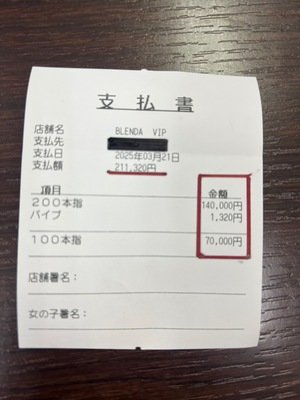 支払書
店舗名 BLENDA VIP
支払先
支払日 2025年03月21日
支払額 211,320円
項目 金額
200本指 140,000円
バイブ 1,320円
100本指 70,000円
店舗署名：
女の子署名：